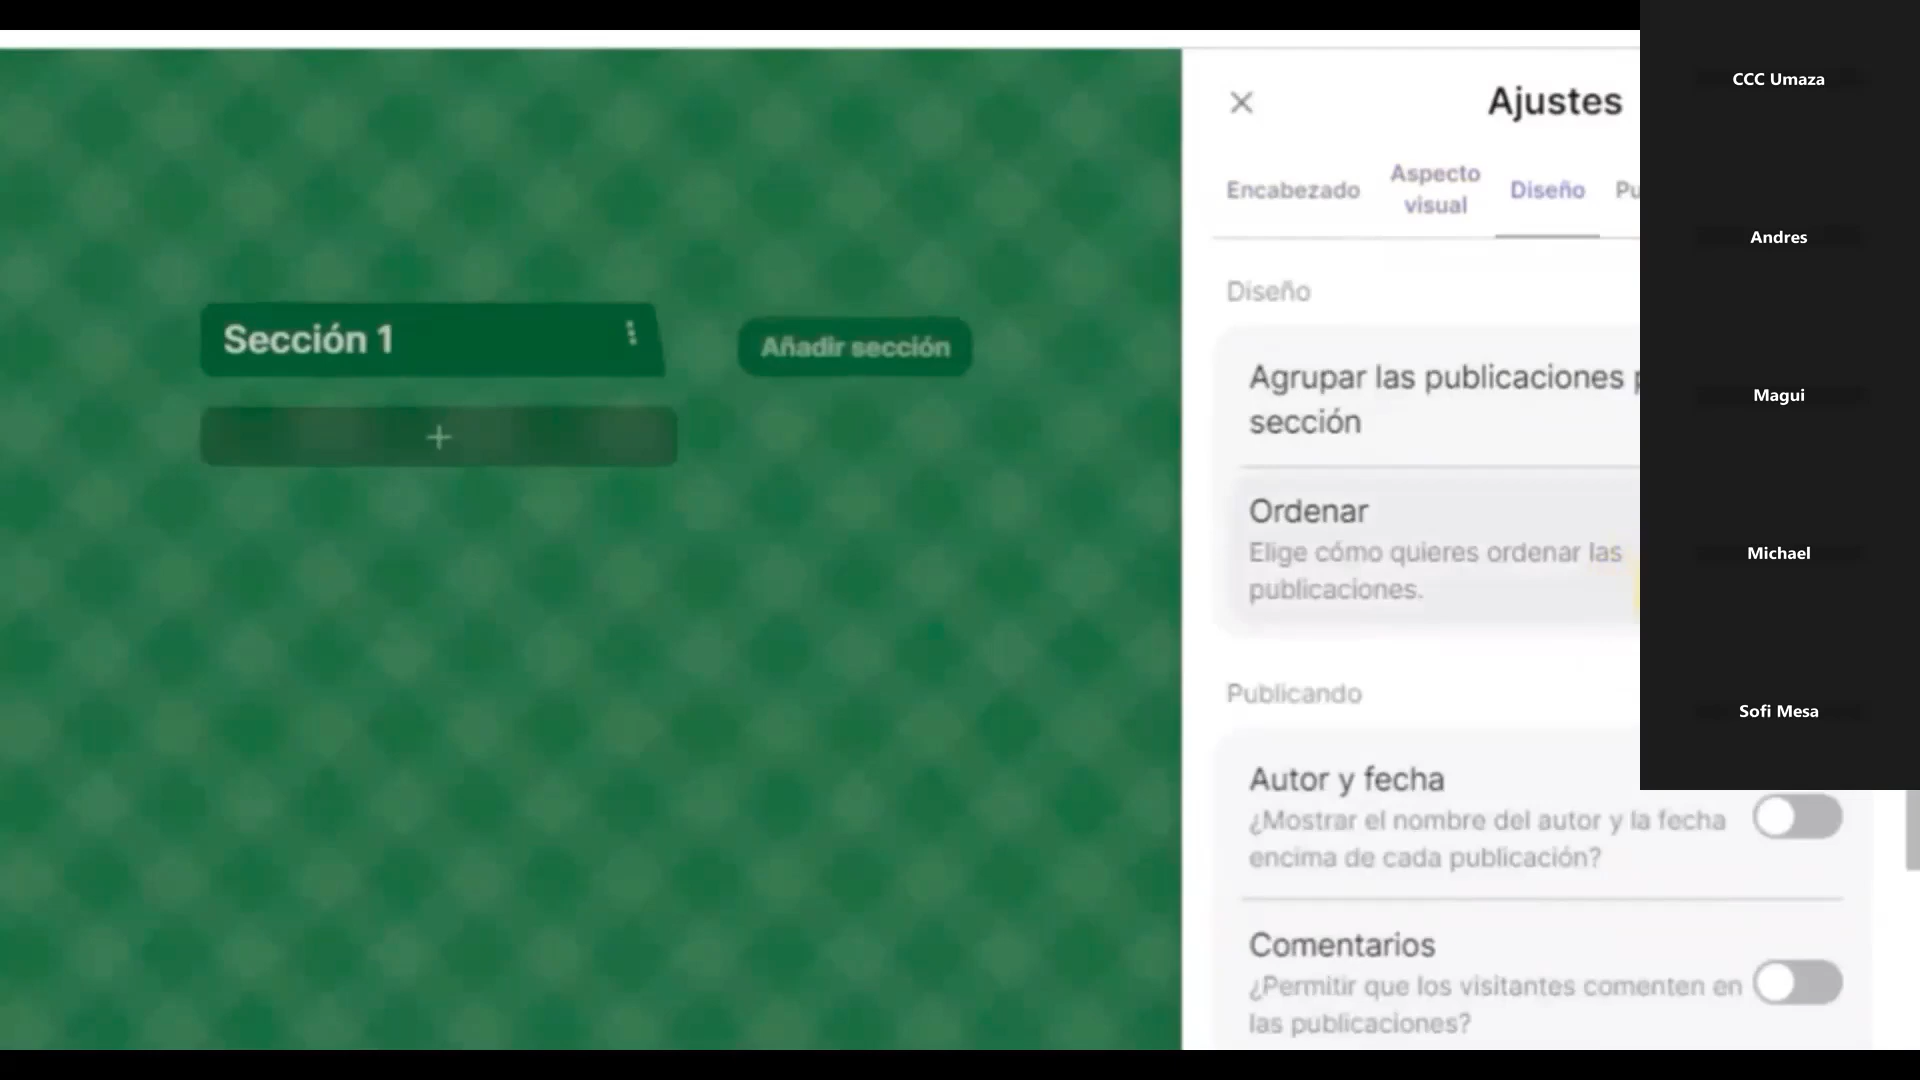 Sección 1
Añadir sección
Ajustes
Encabezado
Aspecto
visual
Diseño
Diseño
Agrupar las publicaciones
sección
Ordenar
Elige cómo quieres ordenar las
publicaciones.
Publicando
Autor y fecha
¿Mostrar el nombre del autor y la fecha
encima de cada publicación?
Comentarios
¿Permitir que los visitantes comenten en
las publicaciones?
CCC Umaza
Andres
Magui
Michael
Sofi Mesa